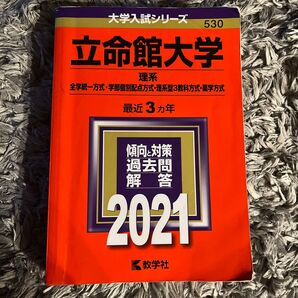 大学入試シリーズ
530
立命館大学
理系
全学統一方式・学部個別配点方式・理系型3教科方式・薬学方式
最近3カ年
傾向と対策
過去問
解答
2021
教学社